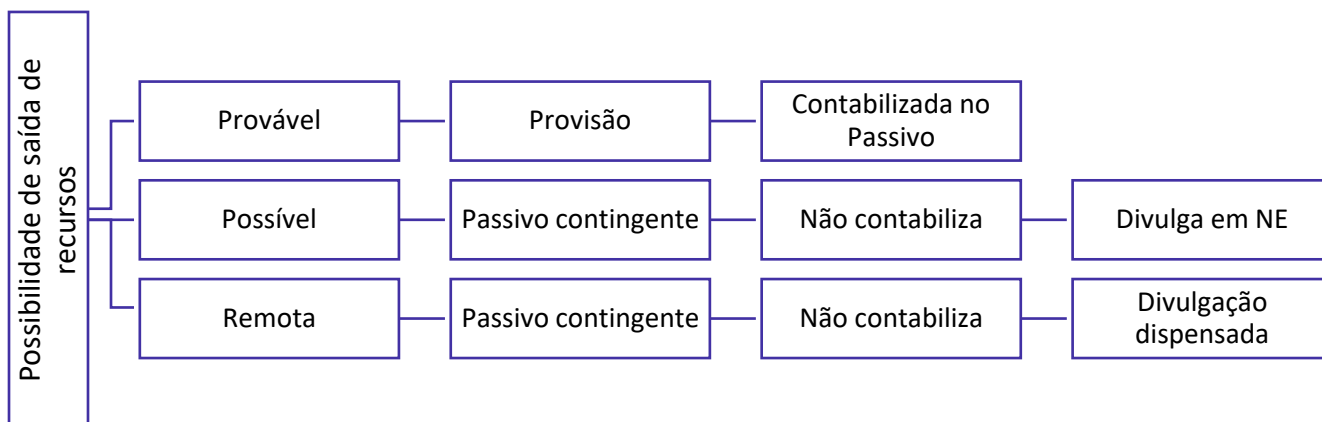 Possibilidade de saída de
recursos
Provável
Provisão
Contabilizada no
Passivo
Possível
Passivo contingente
Não contabiliza
Divulga em NE
Remota
Passivo contingente
Não contabiliza
Divulgação
dispensada